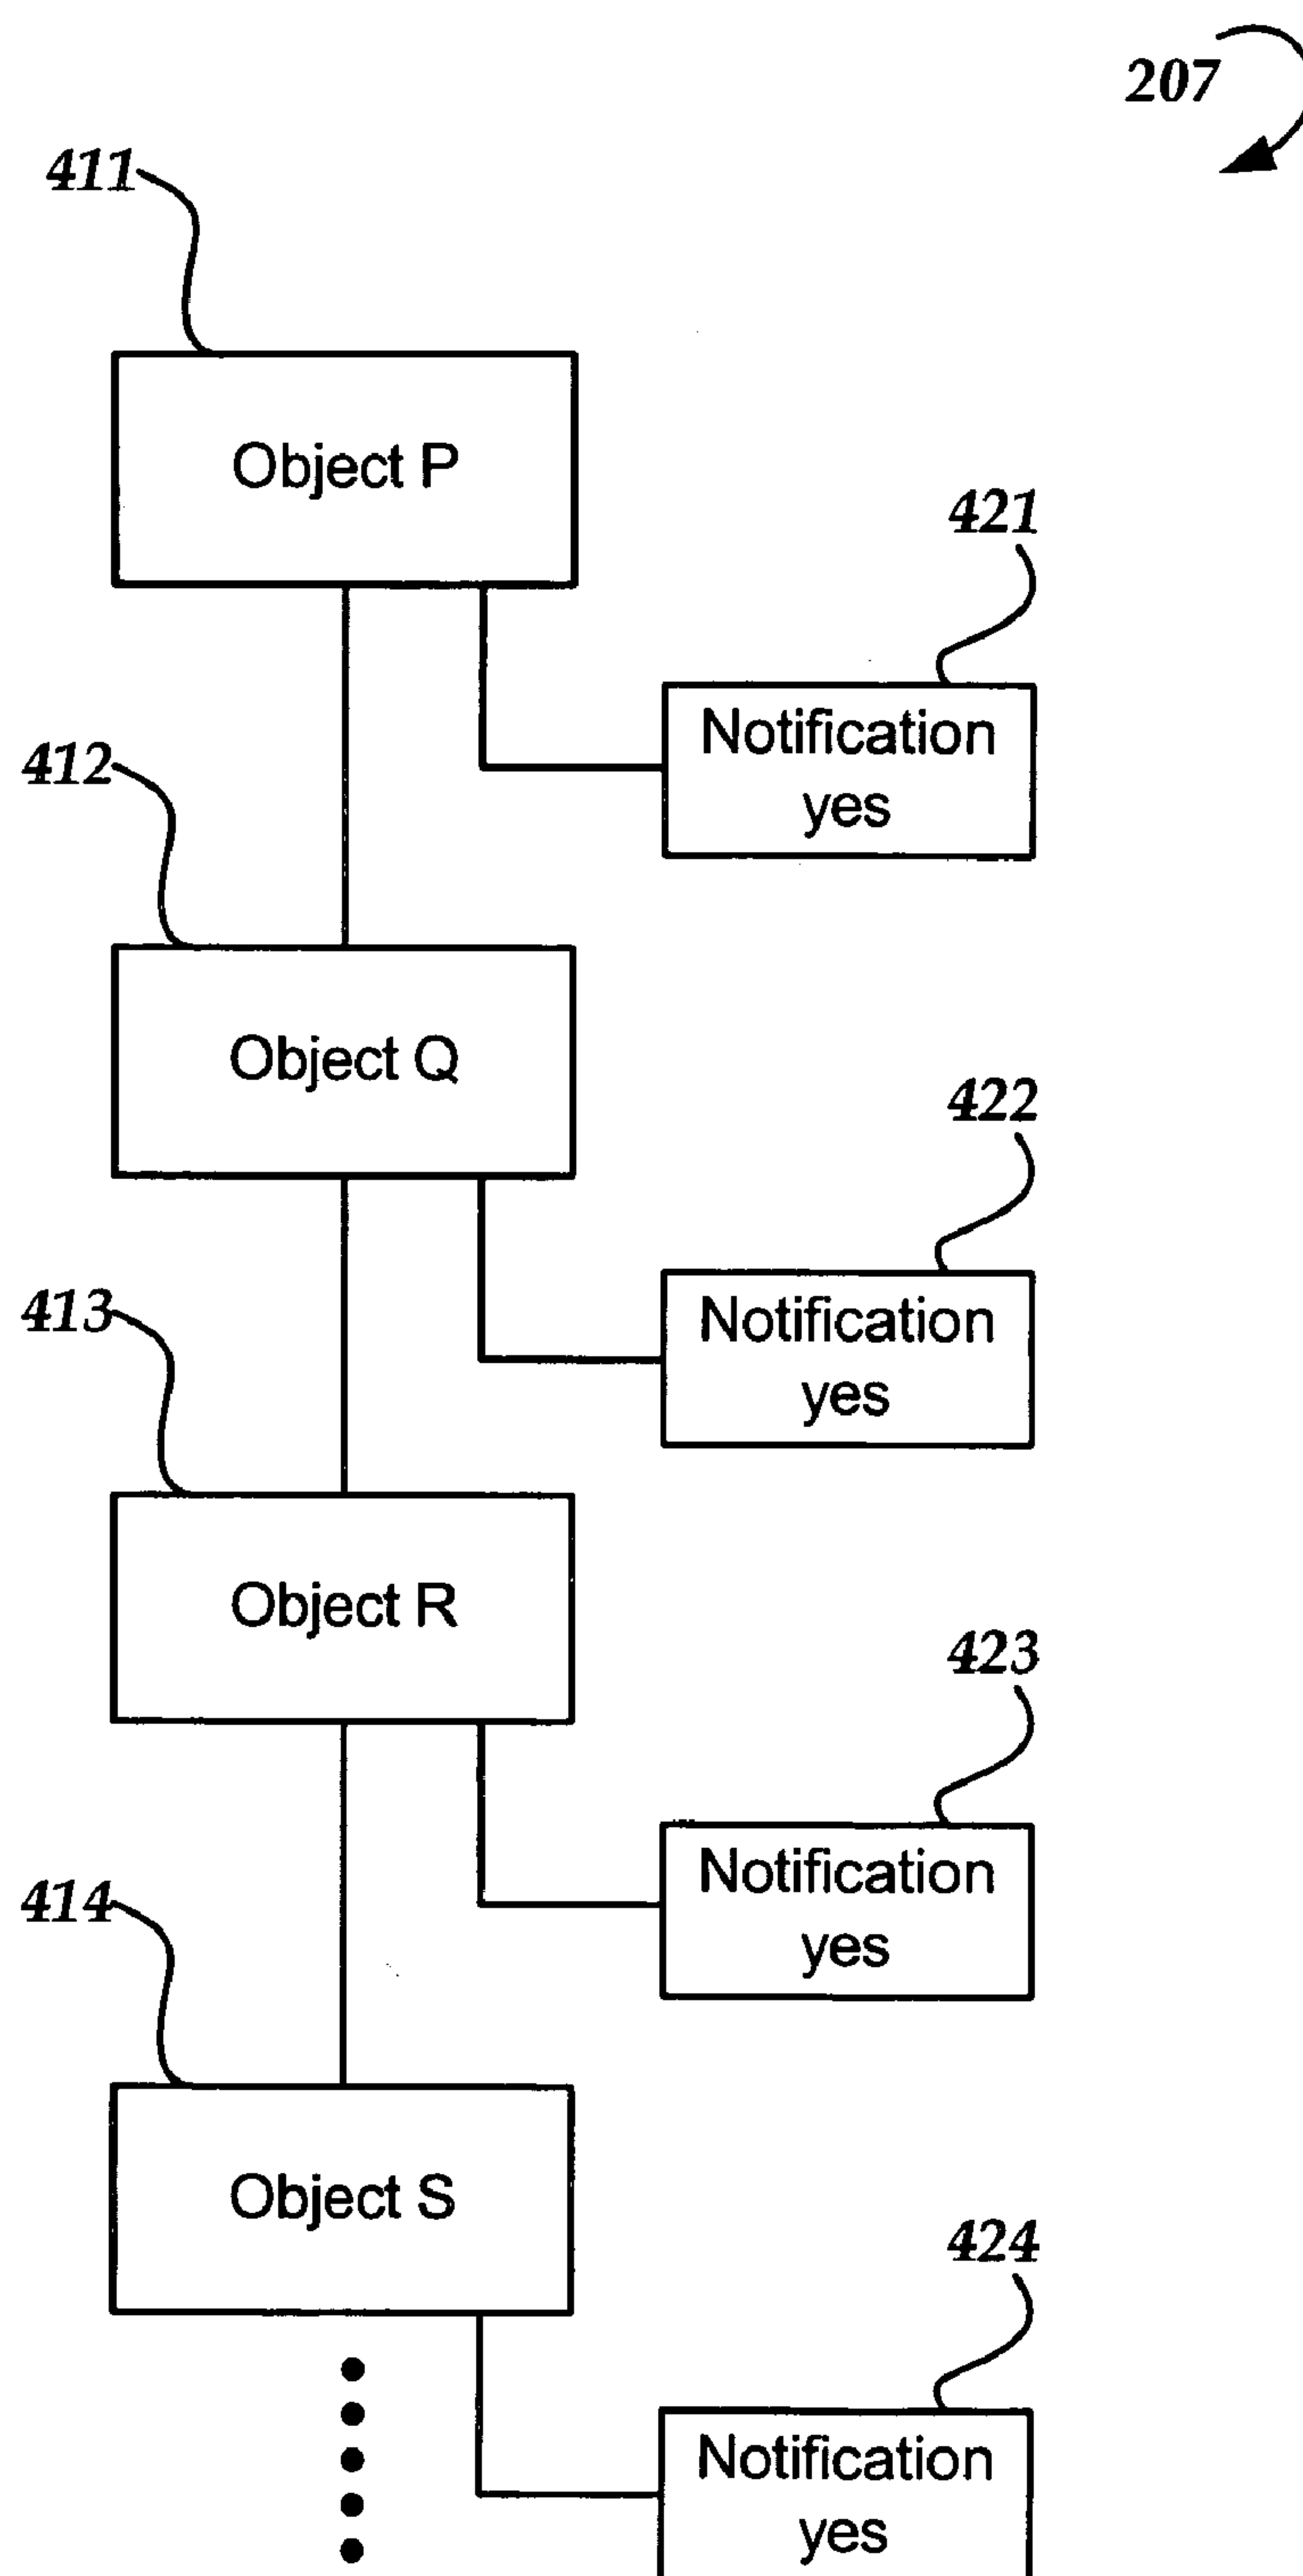 207
411
Object P
421
Notification
yes
412
Object Q
422
Notification
yes
413
Object R
423
Notification
yes
414
Object S
424
Notification
yes